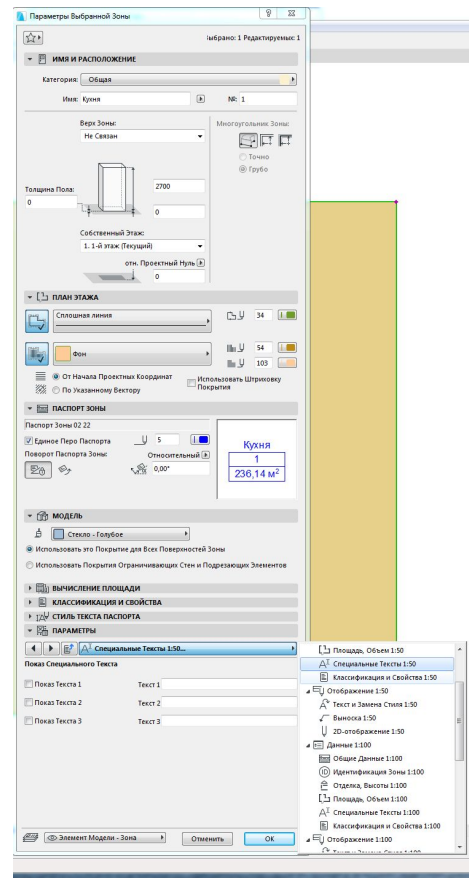 Параметры Выбранной Зоны
Выбрано: 1 Редактируемых: 1
ИМЯ И РАСПОЛОЖЕНИЕ
Категория: Общая
Имя: Кухня №: 1
Верх Зоны: Многоугольник Зоны:
Не Связан
Точно
Грубо
2700
Толщина Пола:
0
0
Собственный Этаж:
1. 1-й этаж (Текущий)
отн. Проектный Нуль
0
ПЛАН ЭТАЖА
Сплошная линия 34
Фон 54
103
От Начала Проектных Координат Использовать Штриховку Покрытия
По Указанному Вектору
ПАСПОРТ ЗОНЫ
Паспорт Зоны 02 22
Единое Перо Паспорта 5
Поворот Паспорта Зоны: Относительный
0,00°
Кухня
1
236,14 м²
МОДЕЛЬ
Стекло - Голубое
Использовать это Покрытие для Всех Поверхностей Зоны
Использовать Покрытия Ограничивающих Стен и Подрезающих Элементов
ВЫЧИСЛЕНИЕ ПЛОЩАДИ
КЛАССИФИКАЦИЯ И СВОЙСТВА
СТИЛЬ ТЕКСТА ПАСПОРТА
ПАРАМЕТРЫ
Специальные Тексты 1:50...
Показ Специального Текста
Показ Текста 1 Текст 1
Показ Текста 2 Текст 2
Показ Текста 3 Текст 3
Площадь, Объем 1:50
Специальные Тексты 1:50
Классификация и Свойства 1:50
Отображение 1:50
Текст и Замена Стиля 1:50
Выноска 1:50
2D-отображение 1:50
Данные 1:100
Общие Данные 1:100
Идентификация Зоны 1:100
Отделка, Высоты 1:100
Площадь, Объем 1:100
Специальные Тексты 1:100
Классификация и Свойства 1:100
Отображение 1:100
Элемент Модели - Зона Отменить OK